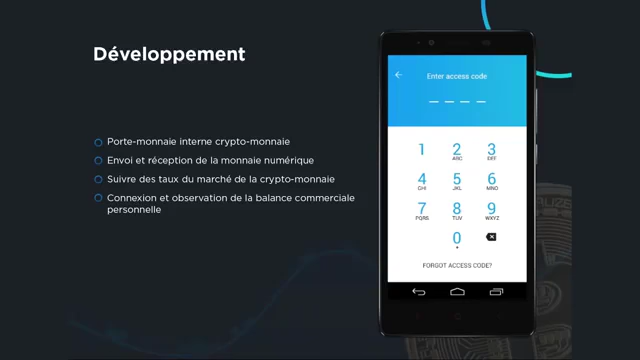 Développement
Porte-monnaie interne crypto-monnaie
Envoi et réception de la monnaie numérique
Suivre des taux du marché de la crypto-monnaie
Connexion et observation de la balance commerciale
personnelle
Enter access code
1 2 3
ABC DEF
4 5 6
GHI JKL MNO
7 8 9
PQRS TUV WXYZ
0
FORGOT ACCESS CODE?